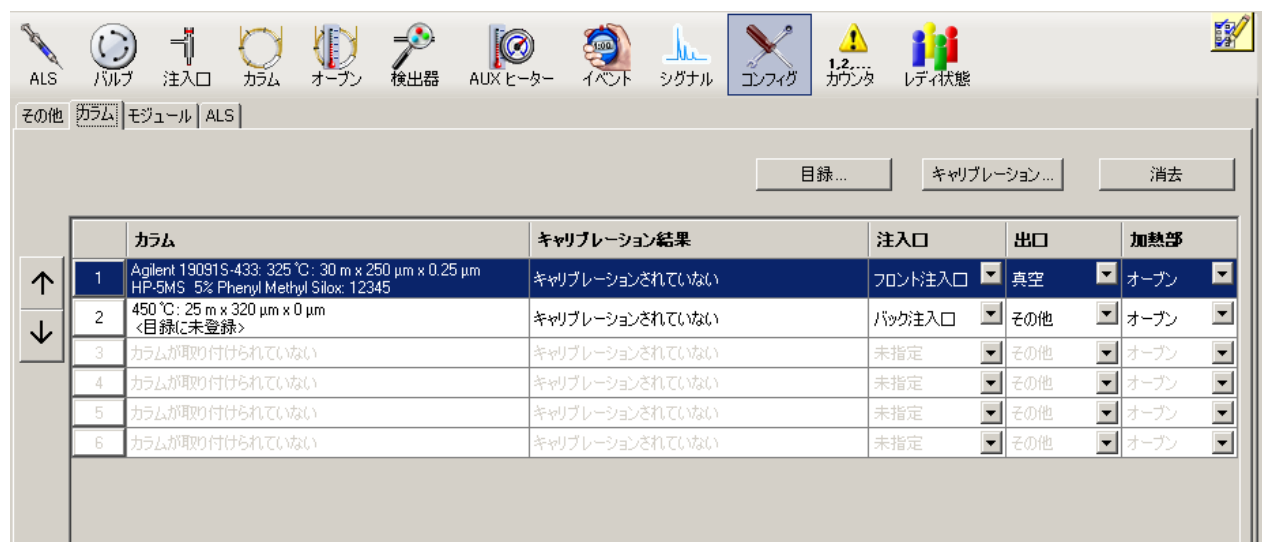 ALS バルブ 注入口 カラム オーブン 検出器 AUX ヒーター イベント シグナル コンフィグ 1,2,... カウンタ レディ状態
その他 カラム モジュール ALS
目録... キャリブレーション... 消去
カラム キャリブレーション結果 注入口 出口 加熱部
1 Agilent 19091S-433: 325 °C: 30 m x 250 µm x 0.25 µm
HP-5MS 5% Phenyl Methyl Silox: 12345 キャリブレーションされていない フロント注入口 真空 オーブン
2 450 °C: 25 m x 320 µm x 0 µm
<目録に未登録> キャリブレーションされていない バック注入口 その他 オーブン
3 カラムが取り付けられていない キャリブレーションされていない 未指定 その他 オーブン
4 カラムが取り付けられていない キャリブレーションされていない 未指定 その他 オーブン
5 カラムが取り付けられていない キャリブレーションされていない 未指定 その他 オーブン
6 カラムが取り付けられていない キャリブレーションされていない 未指定 その他 オーブン